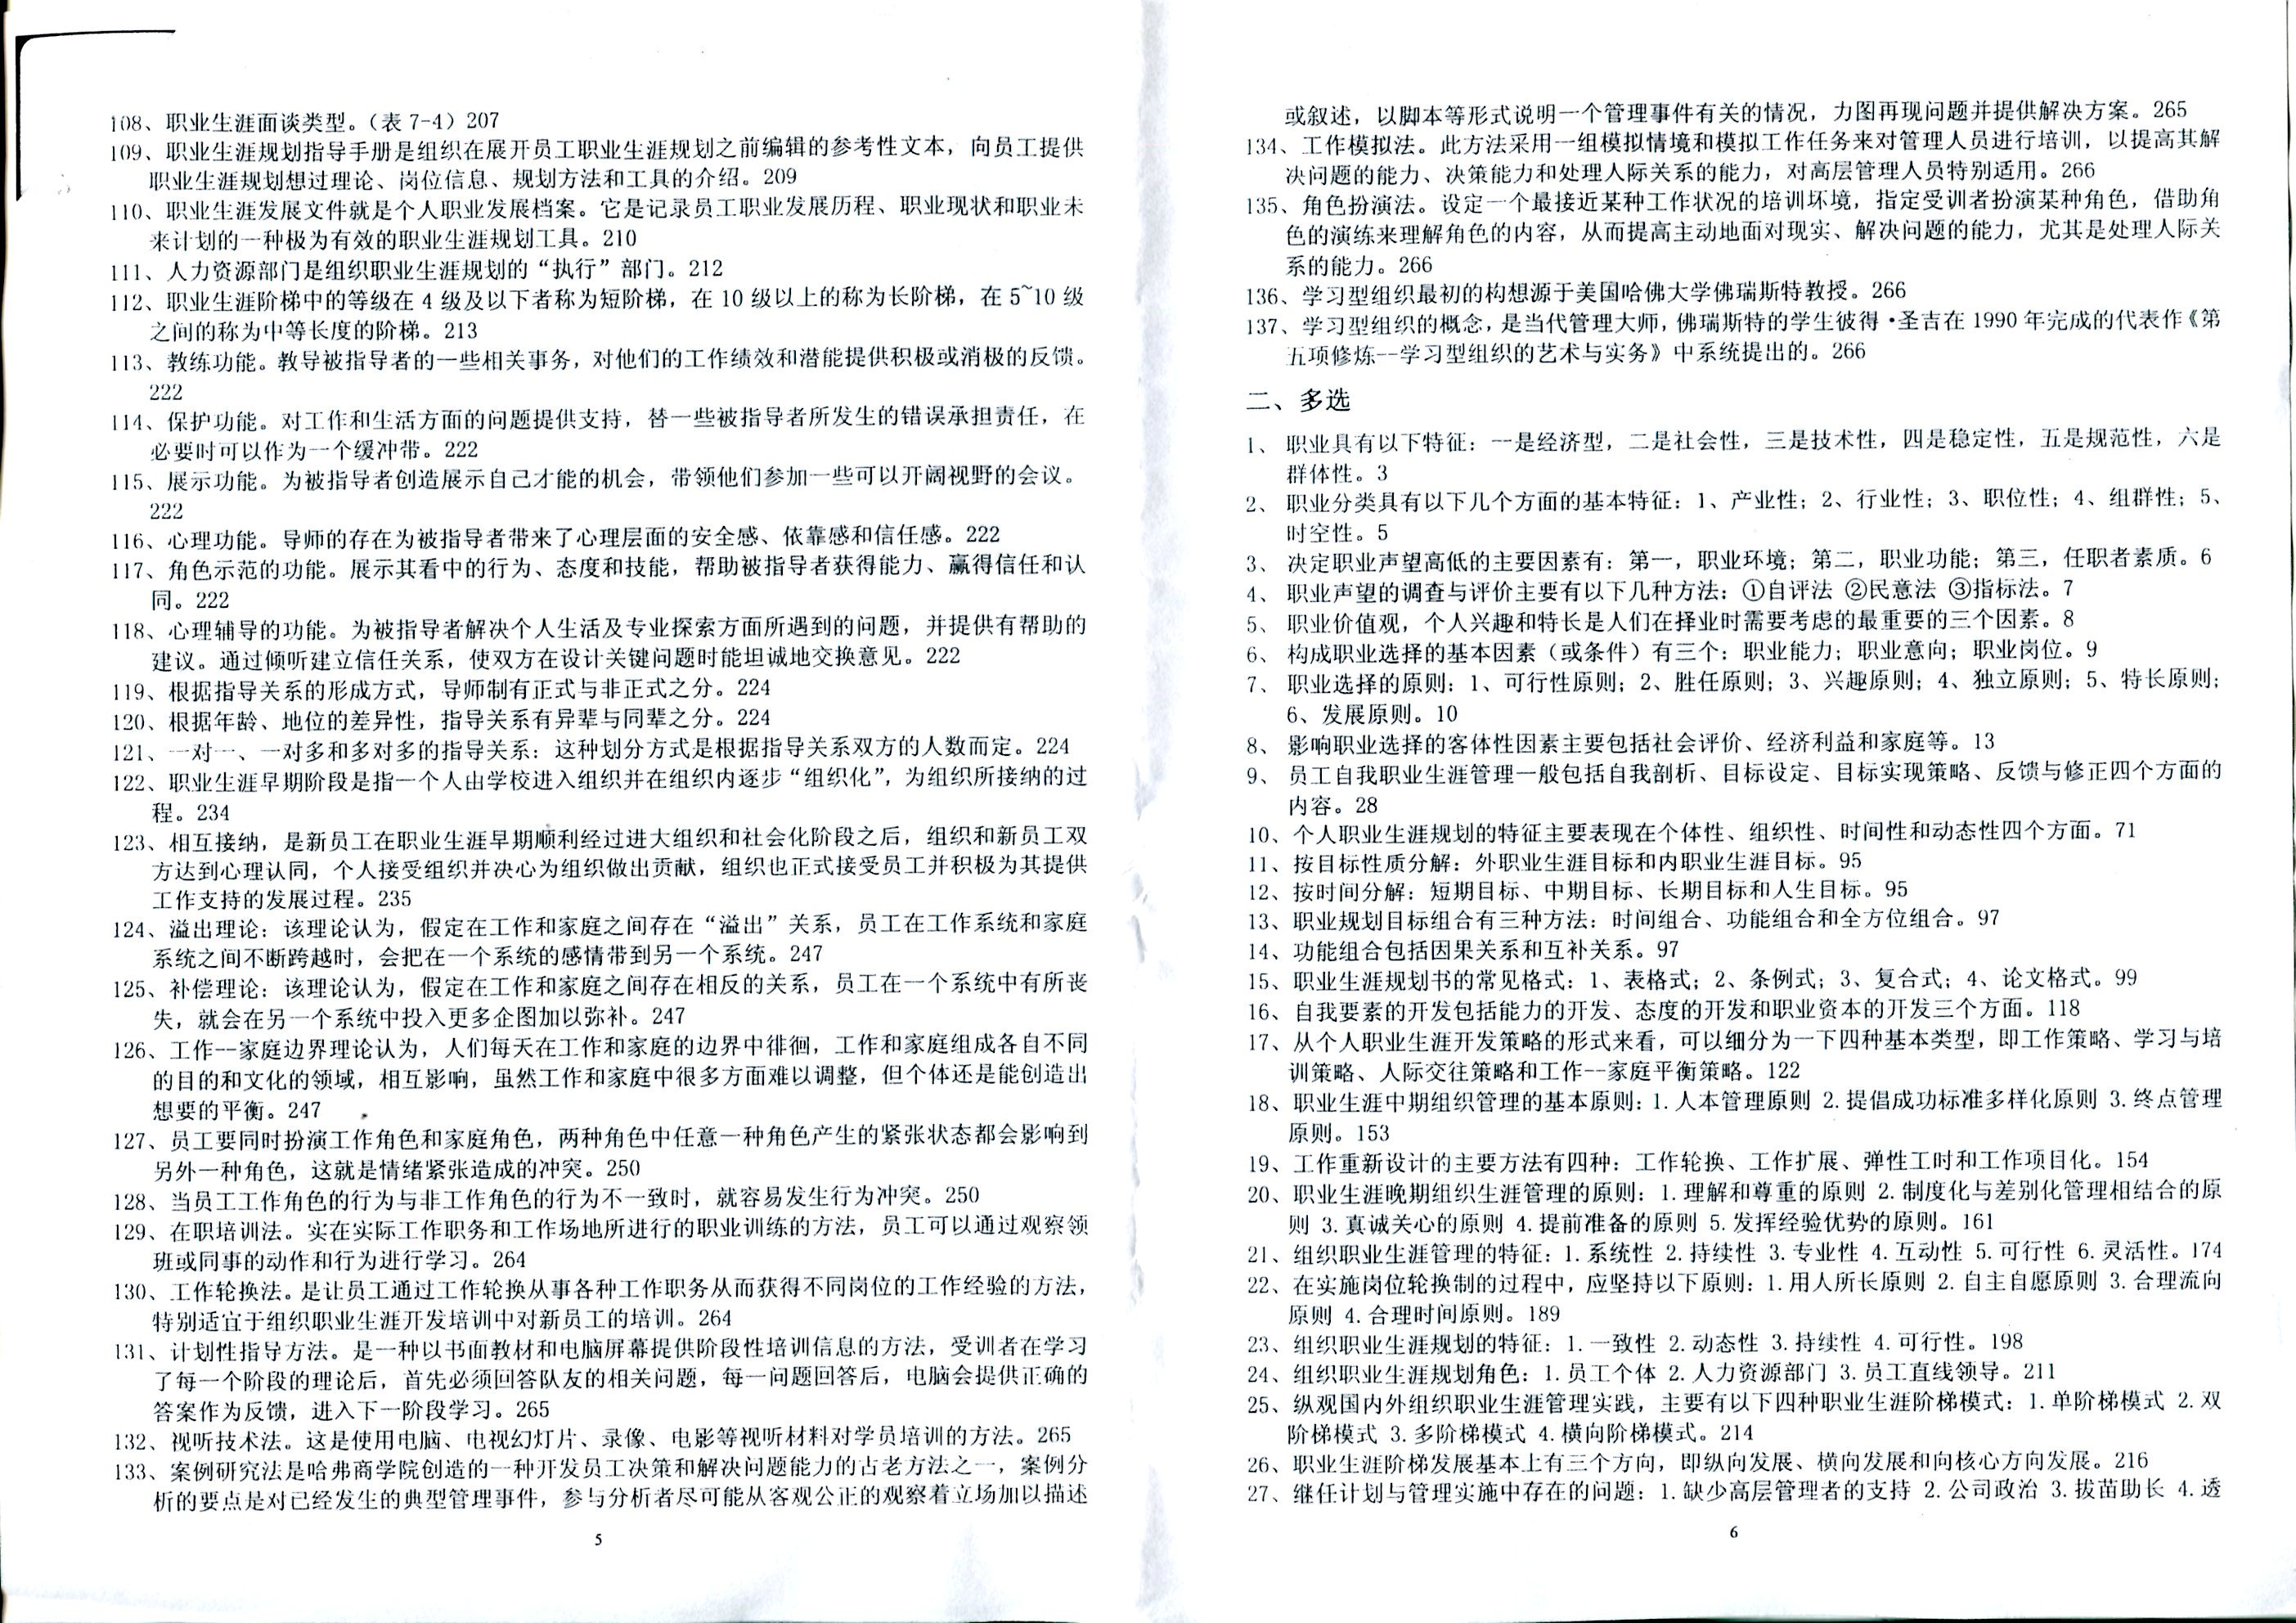 108、职业生涯面谈类型。（表 7-4）207
109、职业生涯规划指导手册是组织在展开员工职业生涯规划之前编辑的参考性文本，向员工提供
职业生涯规划想过理论、岗位信息、规划方法和工具的介绍。209
110、职业生涯发展文件就是个人职业发展档案。它是记录员工职业发展历程、职业现状和职业未
来计划的一种极为有效的职业生涯规划工具。210
111、人力资源部门是组织职业生涯规划的“执行”部门。212
112、职业生涯阶梯中的等级在 4 级及以下者称为短阶梯，在 10 级以上的称为长阶梯，在 5~10 级
之间的称为中等长度的阶梯。213
113、教练功能。教导被指导者的一些相关事务，对他们的工作绩效和潜能提供积极或消极的反馈。
222
114、保护功能。对工作和生活方面的问题提供支持，替一些被指导者所发生的错误承担责任，在
必要时可以作为一个缓冲带。222
115、展示功能。为被指导者创造展示自己才能的机会，带领他们参加一些可以开阔视野的会议。
222
116、心理功能。导师的存在为被指导者带来了心理层面的安全感、依靠感和信任感。222
117、角色示范的功能。展示其看中的行为、态度和技能，帮助被指导者获得能力、赢得信任和认
同。222
118、心理辅导的功能。为被指导者解决个人生活及专业探索方面所遇到的问题，并提供有帮助的
建议。通过倾听建立信任关系，使双方在设计关键问题时能坦诚地交换意见。222
119、根据指导关系的形成方式，导师制有正式与非正式之分。224
120、根据年龄、地位的差异性，指导关系有异辈与同辈之分。224
121、一对一、一对多和多对多的指导关系：这种划分方式是根据指导关系双方的人数而定。224
122、职业生涯早期阶段是指一个人由学校进入组织并在组织内逐步“组织化”，为组织所接纳的过
程。234
123、相互接纳，是新员工在职业生涯早期顺利经过进大组织和社会化阶段之后，组织和新员工双
方达到心理认同，个人接受组织并决心为组织做出贡献，组织也正式接受员工并积极为其提供
工作支持的发展过程。235
124、溢出理论：该理论认为，假定在工作和家庭之间存在“溢出”关系，员工在工作系统和家庭
系统之间不断跨越时，会把在一个系统的感情带到另一个系统。247
125、补偿理论：该理论认为，假定在工作和家庭之间存在相反的关系，员工在一个系统中有所丧
失，就会在另一个系统中投入更多企图加以弥补。247
126、工作--家庭边界理论认为，人们每天在工作和家庭的边界中徘徊，工作和家庭组成各自不同
的目的和文化的领域，相互影响，虽然工作和家庭中很多方面难以调整，但个体还是能创造出
想要的平衡。247
127、员工要同时扮演工作角色和家庭角色，两种角色中任意一种角色产生的紧张状态都会影响到
另外一种角色，这就是情绪紧张造成的冲突。250
128、当员工工作角色的行为与非工作角色的行为不一致时，就容易发生行为冲突。250
129、在职培训法。实在实际工作职务和工作场地所进行的职业训练的方法，员工可以通过观察领
班或同事的动作和行为进行学习。264
130、工作轮换法。是让员工通过工作轮换从事各种工作职务从而获得不同岗位的工作经验的方法，
特别适宜于组织职业生涯开发培训中对新员工的培训。264
131、计划性指导方法。是一种以书面教材和电脑屏幕提供阶段性培训信息的方法，受训者在学习
了每一个阶段的理论后，首先必须回答队友的相关问题，每一问题回答后，电脑会提供正确的
答案作为反馈，进入下一阶段学习。265
132、视听技术法。这是使用电脑、电视幻灯片、录像、电影等视听材料对学员培训的方法。265
133、案例研究法是哈弗商学院创造的一种开发员工决策和解决问题能力的占老方法之一，案例分
析的要点是对已经发生的典型管理事件，参与分析者尽可能从客观公正的观察着立场加以描述
5
或叙述，以脚本等形式说明一个管理事件有关的情况，力图再现问题并提供解决方案。265
134、工作模拟法。此方法采用一组模拟情境和模拟工作任务来对管理人员进行培训，以提高其解
决问题的能力、决策能力和处理人际关系的能力，对高层管理人员特别适用。266
135、角色扮演法。设定一个最接近某种工作状况的培训坏境，指定受训者扮演某种角色，借助角
色的演练来理解角色的内容，从而提高主动地面对现实、解决问题的能力，尤其是处理人际关
系的能力。266
136、学习型组织最初的构想源于美国哈佛大学佛瑞斯特教授。266
137、学习型组织的概念，是当代管理大师，佛瑞斯特的学生彼得·圣吉在 1990 年完成的代表作《第
五项修炼--学习型组织的艺术与实务》中系统提出的。266
二、多选
1、 职业具有以下特征：一是经济型，二是社会性，三是技术性，四是稳定性，五是规范性，六是
群体性。3
2、 职业分类具有以下几个方面的基本特征：1、产业性；2、行业性；3、职位性；4、组群性；5、
时空性。5
3、 决定职业声望高低的主要因素有：第一，职业环境；第二，职业功能；第三，任职者素质。6
4、 职业声望的调查与评价主要有以下几种方法：①自评法 ②民意法 ③指标法。7
5、 职业价值观，个人兴趣和特长是人们在择业时需要考虑的最重要的三个因素。8
6、 构成职业选择的基本因素（或条件）有三个：职业能力；职业意向；职业岗位。9
7、 职业选择的原则：1、可行性原则；2、胜任原则；3、兴趣原则；4、独立原则；5、特长原则；
6、发展原则。10
8、 影响职业选择的客体性因素主要包括社会评价、经济利益和家庭等。13
9、 员工自我职业生涯管理一般包括自我剖析、目标设定、目标实现策略、反馈与修正四个方面的
内容。28
10、个人职业生涯规划的特征主要表现在个体性、组织性、时间性和动态性四个方面。71
11、按目标性质分解：外职业生涯目标和内职业生涯目标。95
12、按时间分解：短期目标、中期目标、长期目标和人生目标。95
13、职业规划目标组合有三种方法：时间组合、功能组合和全方位组合。97
14、功能组合包括因果关系和互补关系。97
15、职业生涯规划书的常见格式：1、表格式；2、条例式；3、复合式；4、论文格式。99
16、自我要素的开发包括能力的开发、态度的开发和职业资本的开发三个方面。118
17、从个人职业生涯开发策略的形式来看，可以细分为一下四种基本类型，即工作策略、学习与培
训策略、人际交往策略和工作--家庭平衡策略。122
18、职业生涯中期组织管理的基本原则：1.人本管理原则 2.提倡成功标准多样化原则 3.终点管理
原则。153
19、工作重新设计的主要方法有四种：工作轮换、工作扩展、弹性工时和工作项目化。154
20、职业生涯晚期组织生涯管理的原则：1.理解和尊重的原则 2.制度化与差别化管理相结合的原
则 3.真诚关心的原则 4.提前准备的原则 5.发挥经验优势的原则。161
21、组织职业生涯管理的特征：1.系统性 2.持续性 3.专业性 4.互动性 5.可行性 6.灵活性。174
22、在实施岗位轮换制的过程中，应坚持以下原则：1.用人所长原则 2.自主自愿原则 3.合理流向
原则 4.合理时间原则。189
23、组织职业生涯规划的特征：1.一致性 2.动态性 3.持续性 4.可行性。198
24、组织职业生涯规划角色：1.员工个体 2.人力资源部门 3.员工直线领导。211
25、纵观国内外组织职业生涯管理实践，主要有以下四种职业生涯阶梯模式：1.单阶梯模式 2.双
阶梯模式 3.多阶梯模式 4.横向阶梯模式。214
26、职业生涯阶梯发展基本上有三个方向，即纵向发展、横向发展和向核心方向发展。216
27、继任计划与管理实施中存在的问题：1.缺少高层管理者的支持 2.公司政治 3.拔苗助长 4.透
6